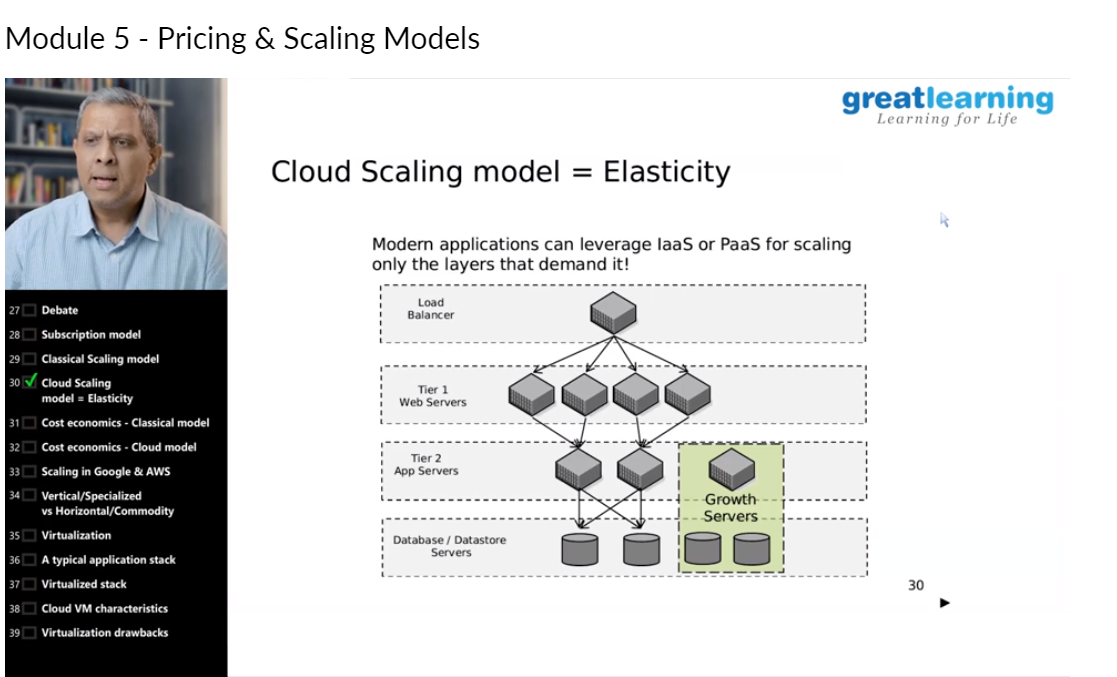 Module 5 - Pricing & Scaling Models
greatlearning
Learning for Life
Cloud Scaling model = Elasticity
Modern applications can leverage IaaS or PaaS for scaling
only the layers that demand it!
Load
Balancer
Tier 1
Web Servers
Tier 2
App Servers
Growth
Servers
Database / Datastore
Servers
30
27 Debate
28 Subscription model
29 Classical Scaling model
30 Cloud Scaling
model = Elasticity
31 Cost economics - Classical model
32 Cost economics - Cloud model
33 Scaling in Google & AWS
34 Vertical/Specialized
vs Horizontal/Commodity
35 Virtualization
36 A typical application stack
37 Virtualized stack
38 Cloud VM characteristics
39 Virtualization drawbacks